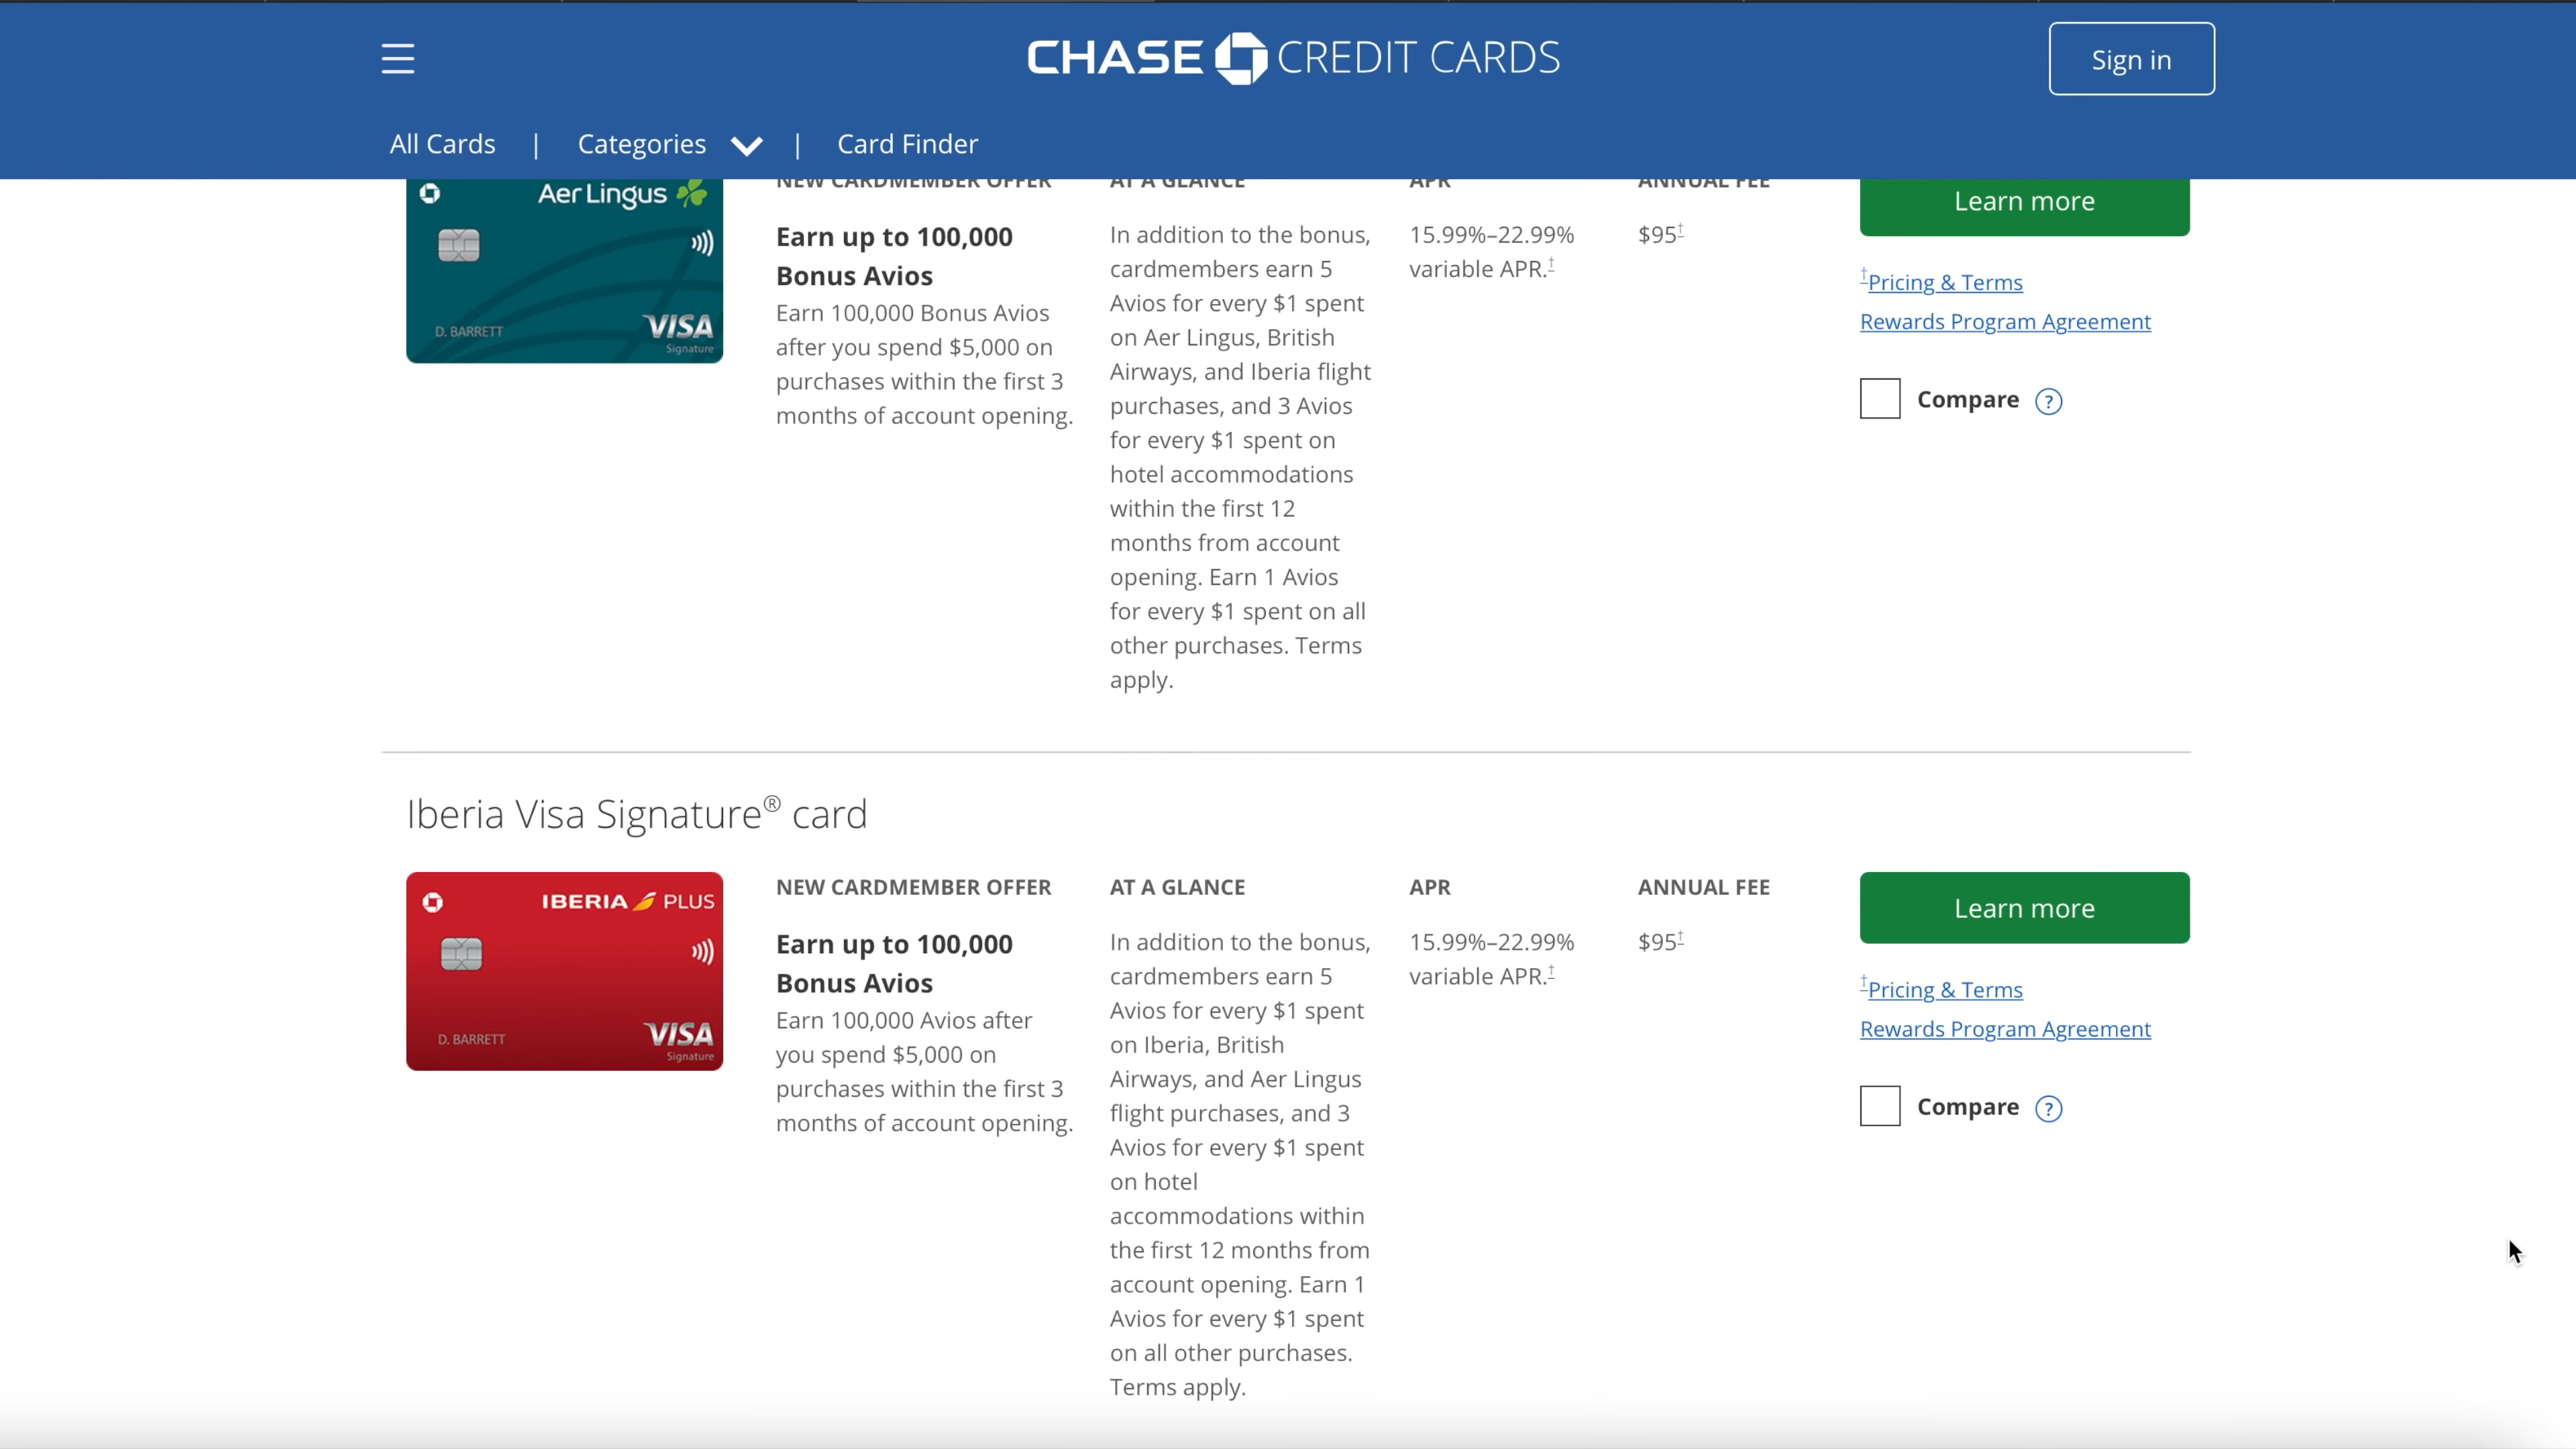 CHASE CREDIT CARDS
Sign in
All Cards | Categories | Card Finder
Aer Lingus
D. BARRETT
VISA
Signature
NEW CARDMEMBER OFFER
Earn up to 100,000
Bonus Avios
Earn 100,000 Bonus Avios
after you spend $5,000 on
purchases within the first 3
months of account opening.
AT A GLANCE
In addition to the bonus,
cardmembers earn 5
Avios for every $1 spent
on Aer Lingus, British
Airways, and Iberia flight
purchases, and 3 Avios
for every $1 spent on
hotel accommodations
within the first 12
months from account
opening. Earn 1 Avios
for every $1 spent on all
other purchases. Terms
apply.
APR
15.99%–22.99%
variable APR.†
ANNUAL FEE
$95†
Learn more
†Pricing & Terms
Rewards Program Agreement
Compare ?
Iberia Visa Signature® card
IBERIA PLUS
D. BARRETT
VISA
Signature
NEW CARDMEMBER OFFER
Earn up to 100,000
Bonus Avios
Earn 100,000 Avios after
you spend $5,000 on
purchases within the first 3
months of account opening.
AT A GLANCE
In addition to the bonus,
cardmembers earn 5
Avios for every $1 spent
on Iberia, British
Airways, and Aer Lingus
flight purchases, and 3
Avios for every $1 spent
on hotel
accommodations within
the first 12 months from
account opening. Earn 1
Avios for every $1 spent
on all other purchases.
Terms apply.
APR
15.99%–22.99%
variable APR.†
ANNUAL FEE
$95†
Learn more
†Pricing & Terms
Rewards Program Agreement
Compare ?